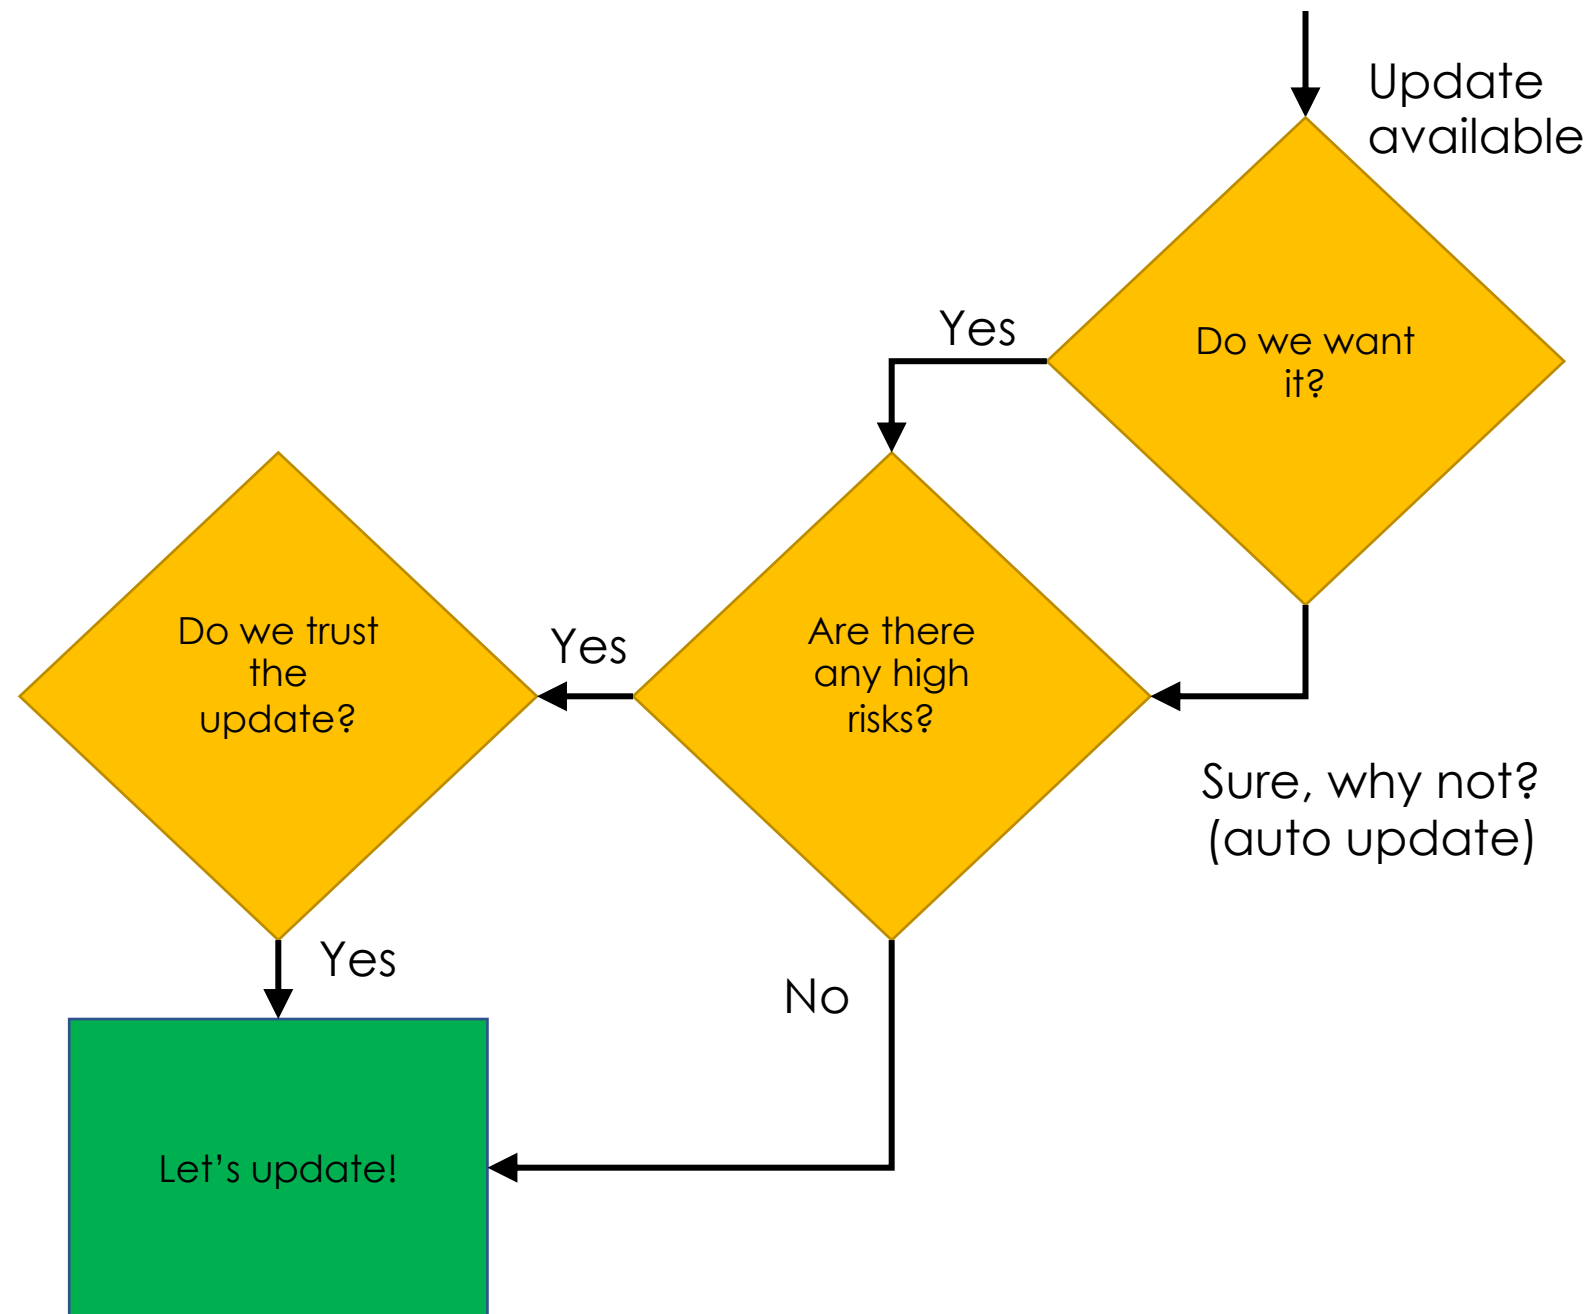 Update
available
Yes
Do we want
it?
Do we trust
the
update?
Yes
Are there
any high
risks?
Sure, why not?
(auto update)
Yes
No
Let's update!